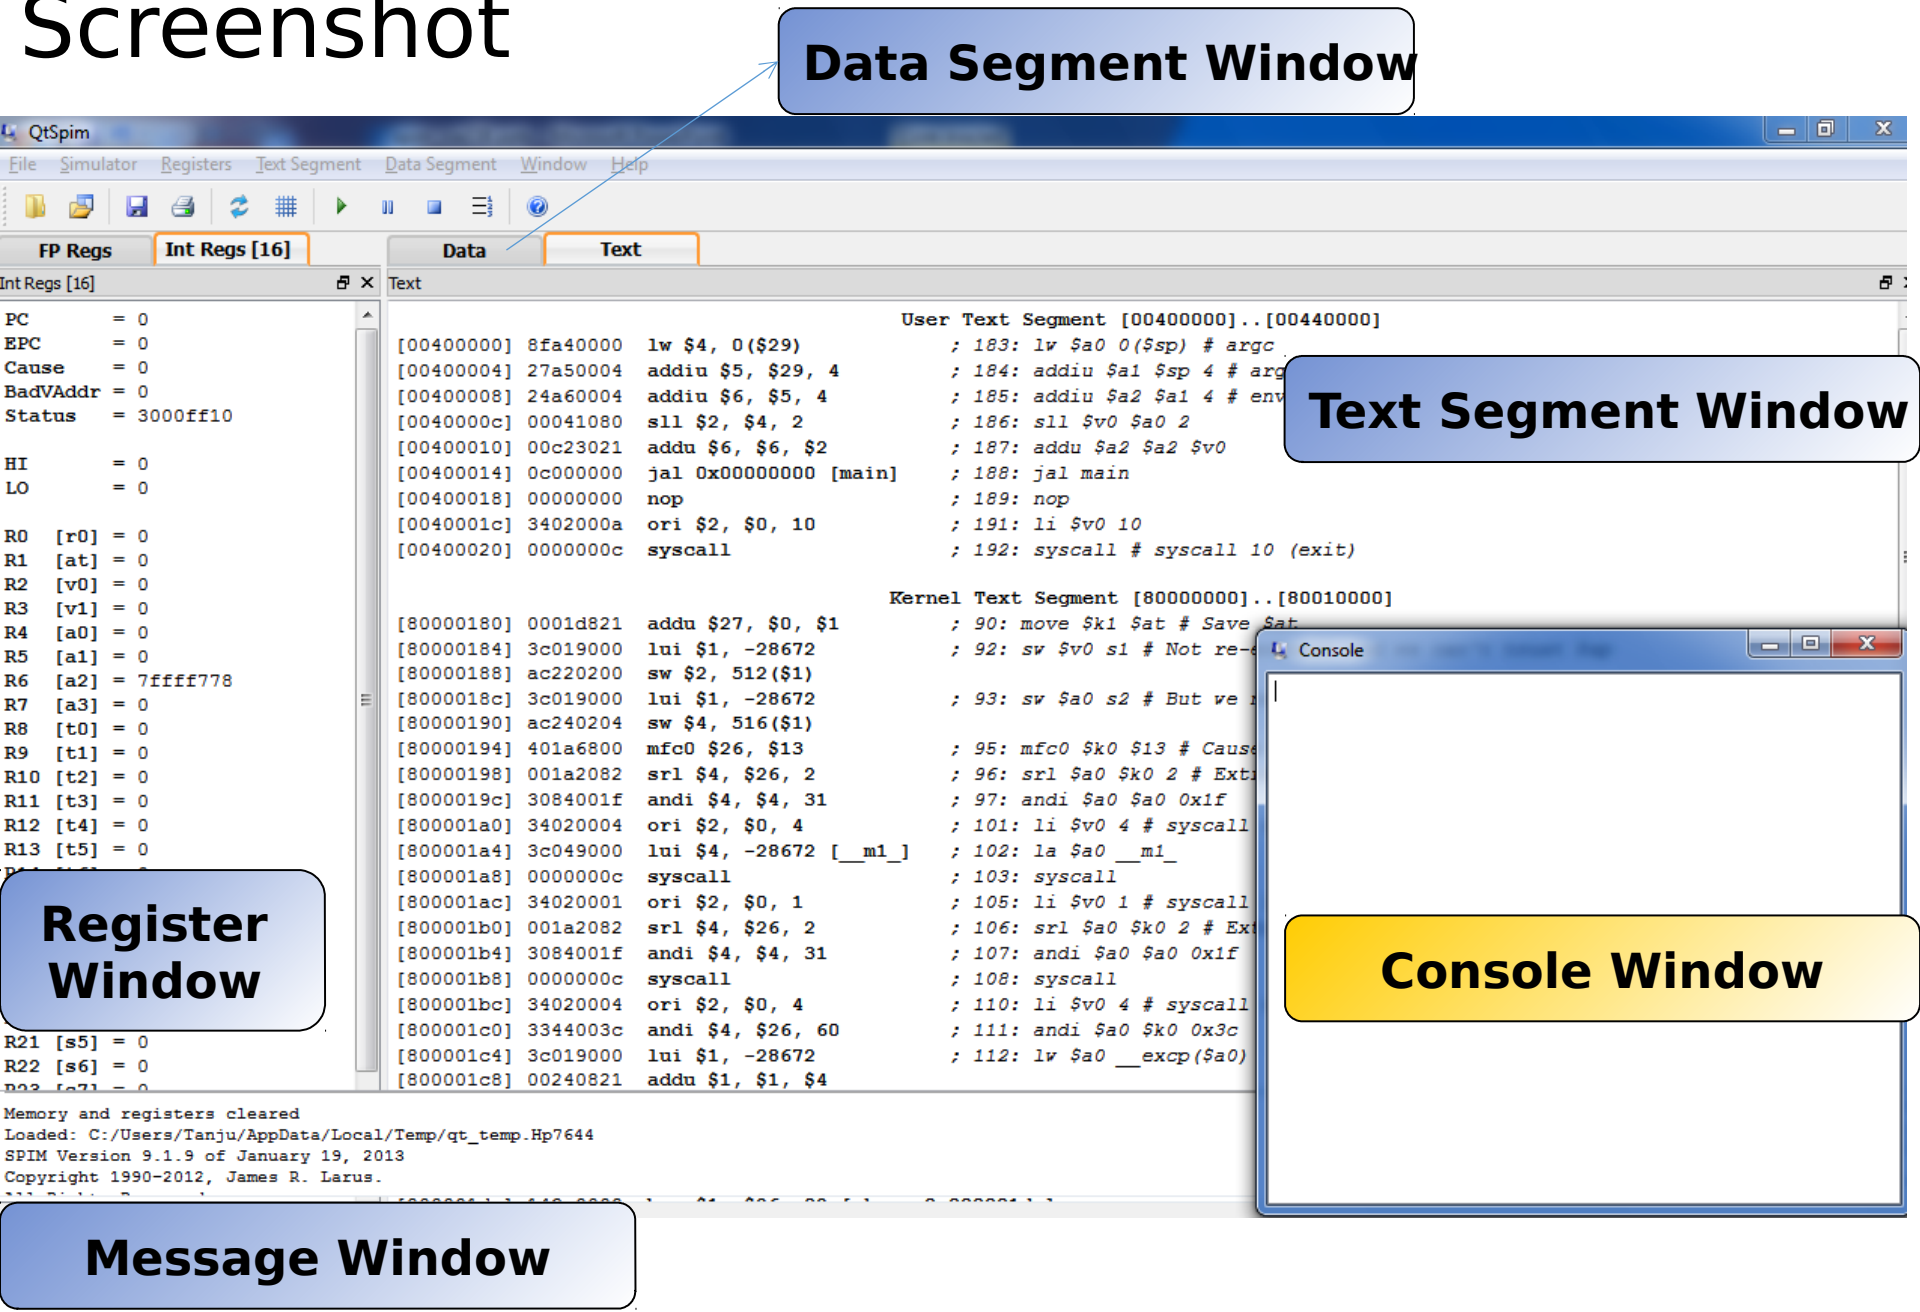 Screenshot
Data Segment Window
QtSpim
File Simulator Registers Text Segment Data Segment Window Help
FP Regs Int Regs [16] Data Text
Int Regs [16] Text
PC = 0
EPC = 0
Cause = 0
BadVAddr = 0
Status = 3000ff10
HI = 0
LO = 0
R0 [r0] = 0
R1 [at] = 0
R2 [v0] = 0
R3 [v1] = 0
R4 [a0] = 0
R5 [a1] = 0
R6 [a2] = 7ffff778
R7 [a3] = 0
R8 [t0] = 0
R9 [t1] = 0
R10 [t2] = 0
R11 [t3] = 0
R12 [t4] = 0
R13 [t5] = 0
Register
Window
R21 [s5] = 0
R22 [s6] = 0
R23 [s7] = 0
User Text Segment [00400000]..[00440000]
[00400000] 8fa40000 lw $4, 0($29) ; 183: lw $a0 0($sp) # argc
[00400004] 27a50004 addiu $5, $29, 4 ; 184: addiu $a1 $sp 4 # arg
[00400008] 24a60004 addiu $6, $5, 4 ; 185: addiu $a2 $a1 4 # env
[0040000c] 00041080 sll $2, $4, 2 ; 186: sll $v0 $a0 2
[00400010] 00c23021 addu $6, $6, $2 ; 187: addu $a2 $a2 $v0
[00400014] 0c000000 jal 0x00000000 [main] ; 188: jal main
[00400018] 00000000 nop ; 189: nop
[0040001c] 3402000a ori $2, $0, 10 ; 191: li $v0 10
[00400020] 0000000c syscall ; 192: syscall # syscall 10 (exit)
Text Segment Window
Kernel Text Segment [80000000]..[80010000]
[80000180] 0001d821 addu $27, $0, $1 ; 90: move $k1 $at # Save $at
[80000184] 3c019000 lui $1, -28672 ; 92: sw $v0 s1 # Not re-
[80000188] ac220200 sw $2, 512($1)
[8000018c] 3c019000 lui $1, -28672 ; 93: sw $a0 s2 # But we
[80000190] ac240204 sw $4, 516($1)
[80000194] 401a6800 mfc0 $26, $13 ; 95: mfc0 $k0 $13 # Cause
[80000198] 001a2082 srl $4, $26, 2 ; 96: srl $a0 $k0 2 # Ext
[8000019c] 3084001f andi $4, $4, 31 ; 97: andi $a0 $a0 0x1f
[800001a0] 34020004 ori $2, $0, 4 ; 101: li $v0 4 # syscall
[800001a4] 3c049000 lui $4, -28672 [__m1_] ; 102: la $a0 __m1_
[800001a8] 0000000c syscall ; 103: syscall
[800001ac] 34020001 ori $2, $0, 1 ; 105: li $v0 1 # syscall
[800001b0] 001a2082 srl $4, $26, 2 ; 106: srl $a0 $k0 2 # Ext
[800001b4] 3084001f andi $4, $4, 31 ; 107: andi $a0 $a0 0x1f
[800001b8] 0000000c syscall ; 108: syscall
[800001bc] 34020004 ori $2, $0, 4 ; 110: li $v0 4 # syscall
[800001c0] 3344003c andi $4, $26, 60 ; 111: andi $a0 $k0 0x3c
[800001c4] 3c019000 lui $1, -28672 ; 112: lw $a0 __excp($a0)
[800001c8] 00240821 addu $1, $1, $4
Console
Console Window
Memory and registers cleared
Loaded: C:/Users/Tanju/AppData/Local/Temp/qt_temp.Hp7644
SPIM Version 9.1.9 of January 19, 2013
Copyright 1990-2012, James R. Larus.
Message Window